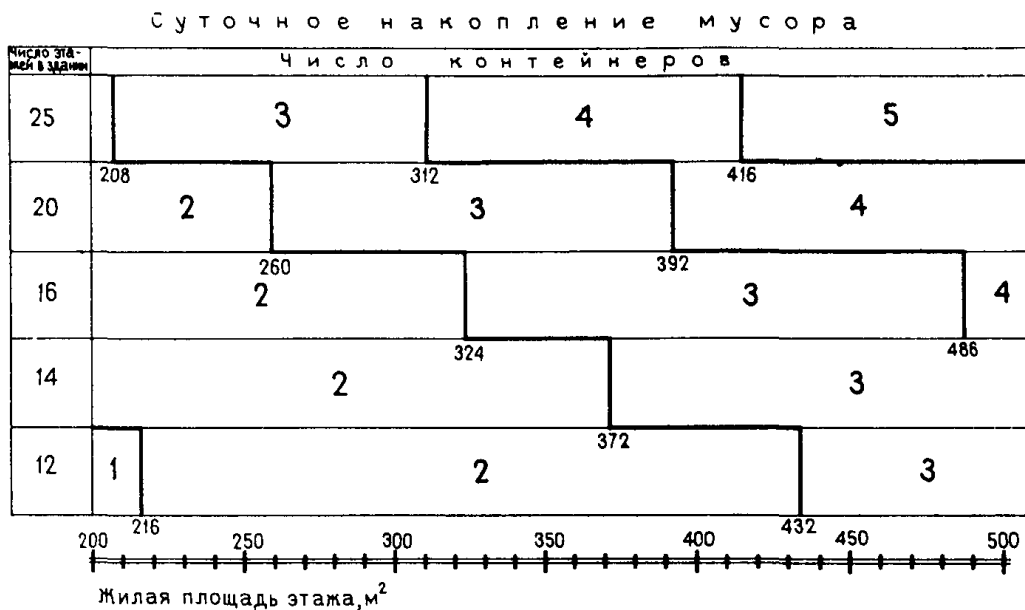 Суточное накопление мусора
Число эта-
жей в здании
Число контейнеров
25 3 4 5
208 312 416
20 2 3 4
260 392
16 2 3 4
324 486
14 2 3
372
12 1 2 3
216 432
200 250 300 350 400 450 500
Жилая площадь этажа, м²